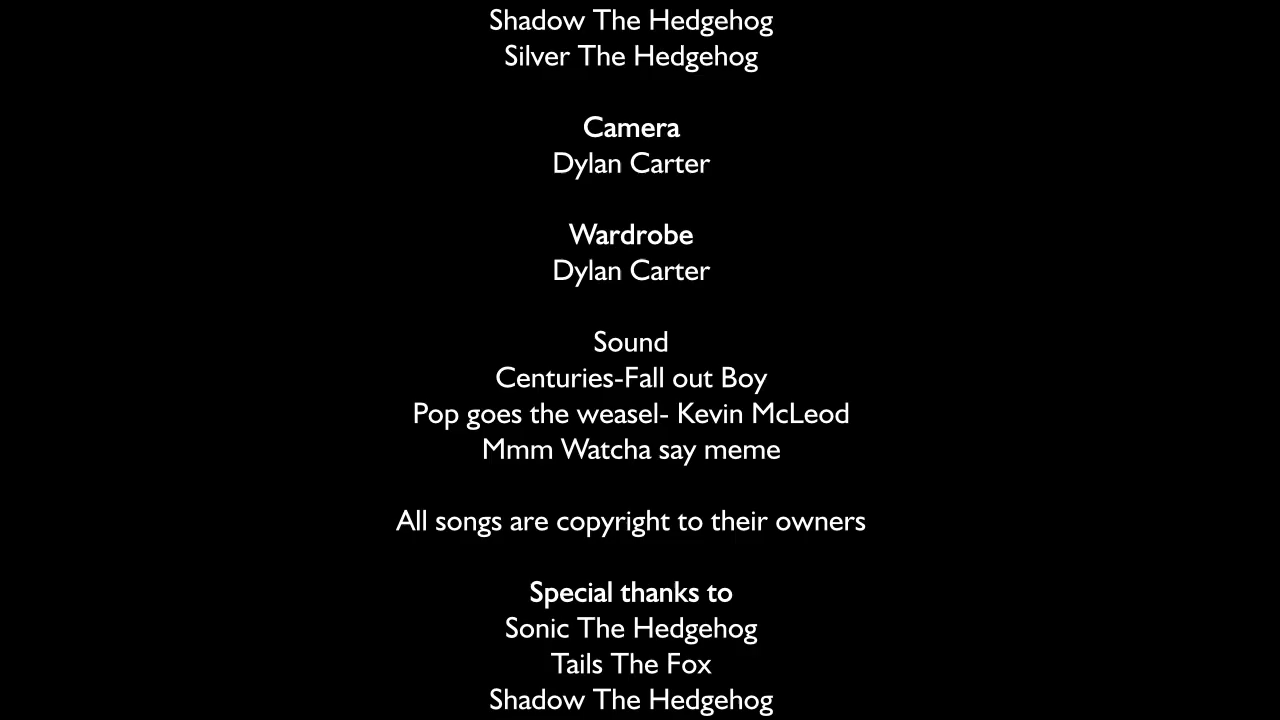 Shadow The Hedgehog
Silver The Hedgehog
Camera
Dylan Carter
Wardrobe
Dylan Carter
Sound
Centuries-Fall out Boy
Pop goes the weasel- Kevin McLeod
Mmm Watcha say meme
All songs are copyright to their owners
Special thanks to
Sonic The Hedgehog
Tails The Fox
Shadow The Hedgehog